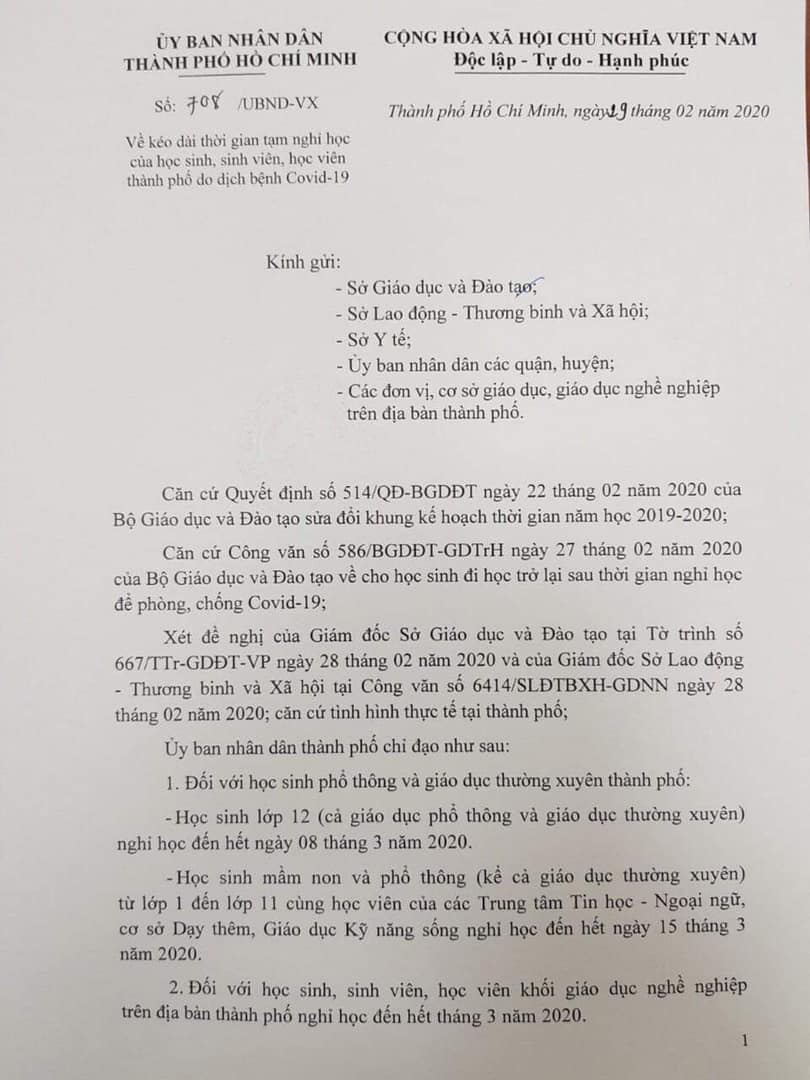 ỦY BAN NHÂN DÂN
THÀNH PHỐ HỒ CHÍ MINH
CỘNG HÒA XÃ HỘI CHỦ NGHĨA VIỆT NAM
Độc lập - Tự do - Hạnh phúc
Số: 708 /UBND-VX
Thành phố Hồ Chí Minh, ngày 29 tháng 02 năm 2020
Về kéo dài thời gian tạm nghỉ học
của học sinh, sinh viên, học viên
thành phố do dịch bệnh Covid-19
Kính gửi:
- Sở Giáo dục và Đào tạo;
- Sở Lao động - Thương binh và Xã hội;
- Sở Y tế;
- Ủy ban nhân dân các quận, huyện;
- Các đơn vị, cơ sở giáo dục, giáo dục nghề nghiệp
trên địa bàn thành phố.
Căn cứ Quyết định số 514/QĐ-BGDĐT ngày 22 tháng 02 năm 2020 của
Bộ Giáo dục và Đào tạo sửa đổi khung kế hoạch thời gian năm học 2019-2020;
Căn cứ Công văn số 586/BGDĐT-GDTrH ngày 27 tháng 02 năm 2020
của Bộ Giáo dục và Đào tạo về cho học sinh đi học trở lại sau thời gian nghỉ học
để phòng, chống Covid-19;
Xét đề nghị của Giám đốc Sở Giáo dục và Đào tạo tại Tờ trình số
667/TTr-GDĐT-VP ngày 28 tháng 02 năm 2020 và của Giám đốc Sở Lao động
- Thương binh và Xã hội tại Công văn số 6414/SLĐTBXH-GDNN ngày 28
tháng 02 năm 2020; căn cứ tình hình thực tế tại thành phố;
Ủy ban nhân dân thành phố chỉ đạo như sau:
1. Đối với học sinh phổ thông và giáo dục thường xuyên thành phố:
- Học sinh lớp 12 (cả giáo dục phổ thông và giáo dục thường xuyên)
nghỉ học đến hết ngày 08 tháng 3 năm 2020.
- Học sinh mầm non và phổ thông (kể cả giáo dục thường xuyên)
từ lớp 1 đến lớp 11 cùng học viên của các Trung tâm Tin học - Ngoại ngữ,
cơ sở Dạy thêm, Giáo dục Kỹ năng sống nghỉ học đến hết ngày 15 tháng 3
năm 2020.
2. Đối với học sinh, sinh viên, học viên khối giáo dục nghề nghiệp
trên địa bàn thành phố nghỉ học đến hết tháng 3 năm 2020.
1